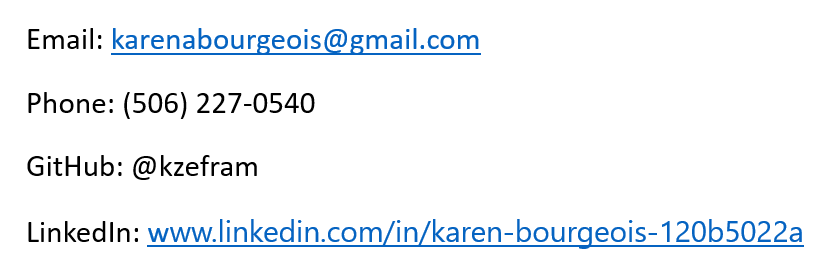 Email: karenabourgeois@gmail.com
Phone: (506) 227-0540
GitHub: @kzefram
LinkedIn: www.linkedin.com/in/karen-bourgeois-120b5022a